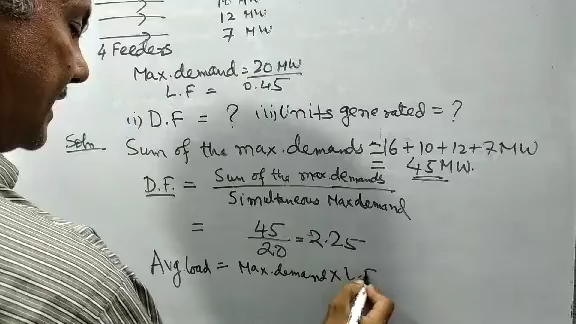 12 MW
7 MW
4 Feeders
Max.demand = 20 MW
L.F = 0.45
(i) D.F = ? (ii) Units generated = ?
Soln Sum of the max.demands = 16+10+12+7 MW
= 45 MW.
D.F. = Sum of the max.demands
Simultaneous Max demand
= 45/20 = 2.25
Avg load = Max.demand × L.F